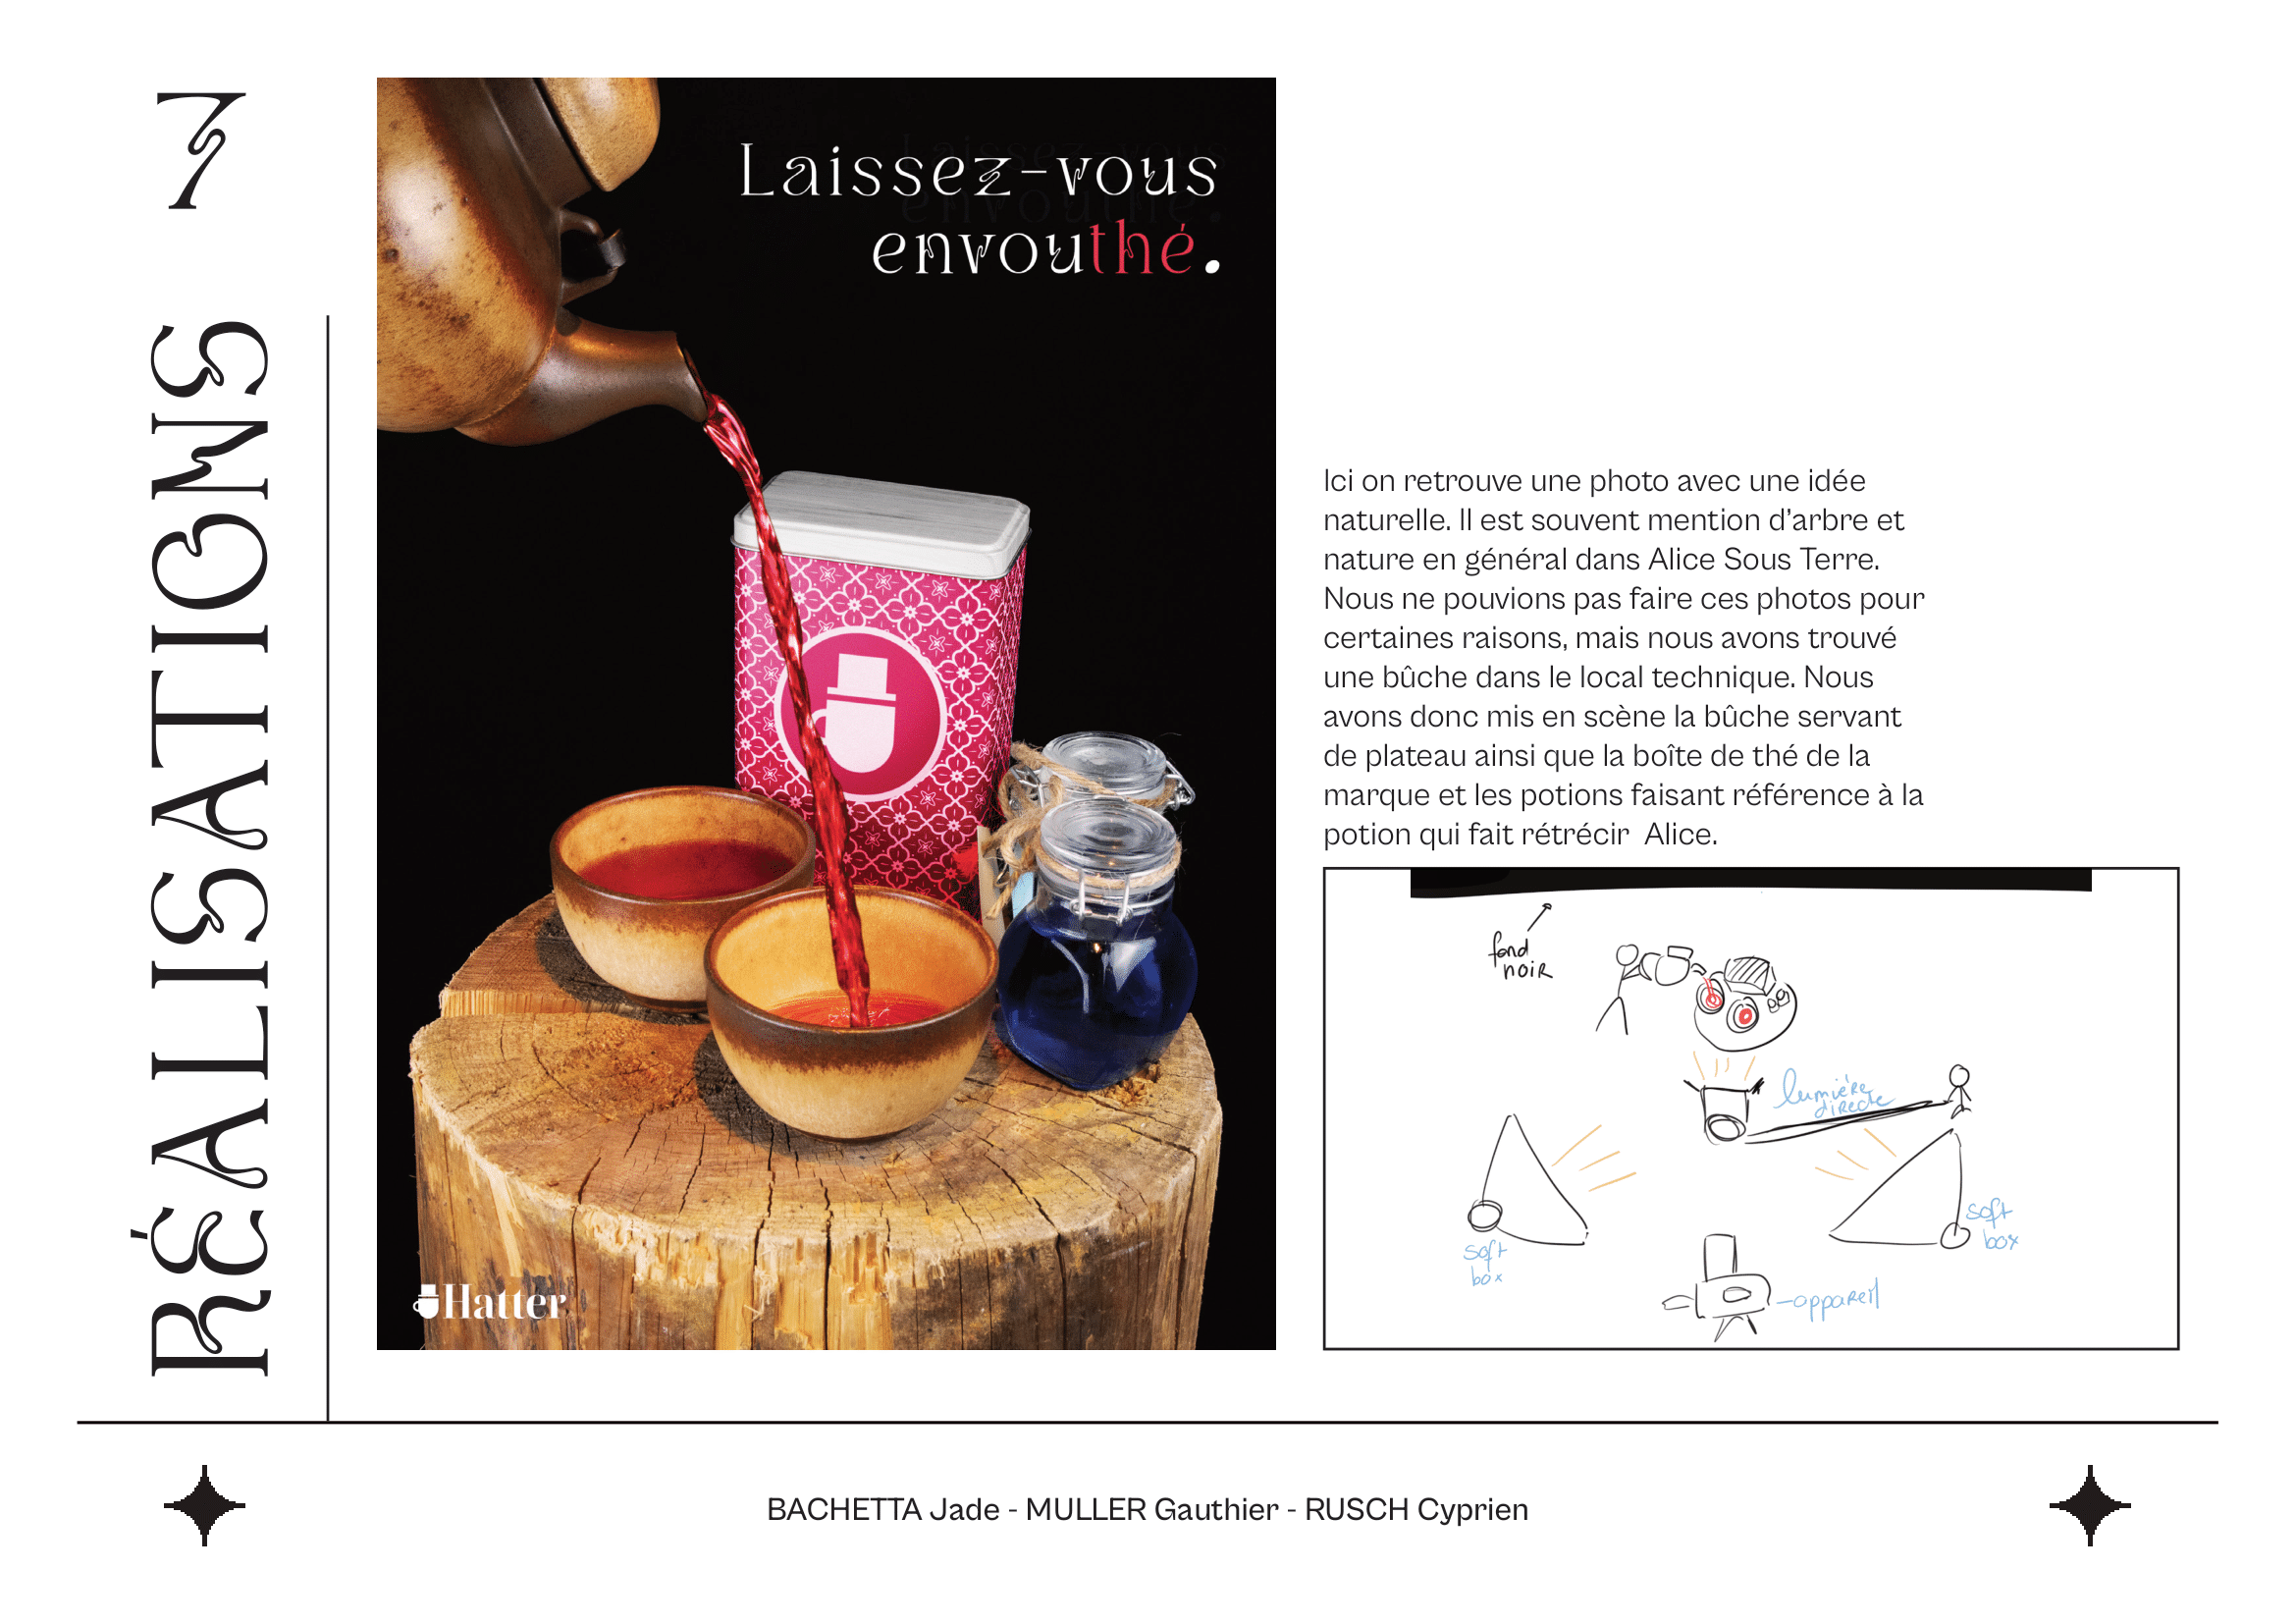 7
RÉALISATIONS
Laissez-vous
envouthé.
Hatter
Ici on retrouve une photo avec une idée
naturelle. Il est souvent mention d'arbre et
nature en général dans Alice Sous Terre.
Nous ne pouvions pas faire ces photos pour
certaines raisons, mais nous avons trouvé
une bûche dans le local technique. Nous
avons donc mis en scène la bûche servant
de plateau ainsi que la boîte de thé de la
marque et les potions faisant référence à la
potion qui fait rétrécir  Alice.
fond
noir
lumière
directe
soft
box
soft
box
appareil
BACHETTA Jade - MULLER Gauthier - RUSCH Cyprien